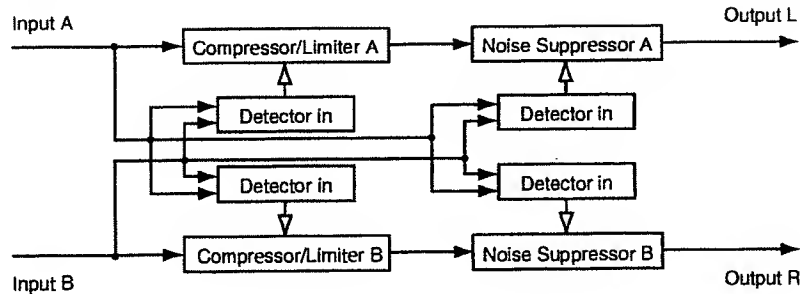 Input A
Output L
Compressor/Limiter A
Noise Suppressor A
Detector in
Detector in
Detector in
Detector in
Compressor/Limiter B
Noise Suppressor B
Input B
Output R